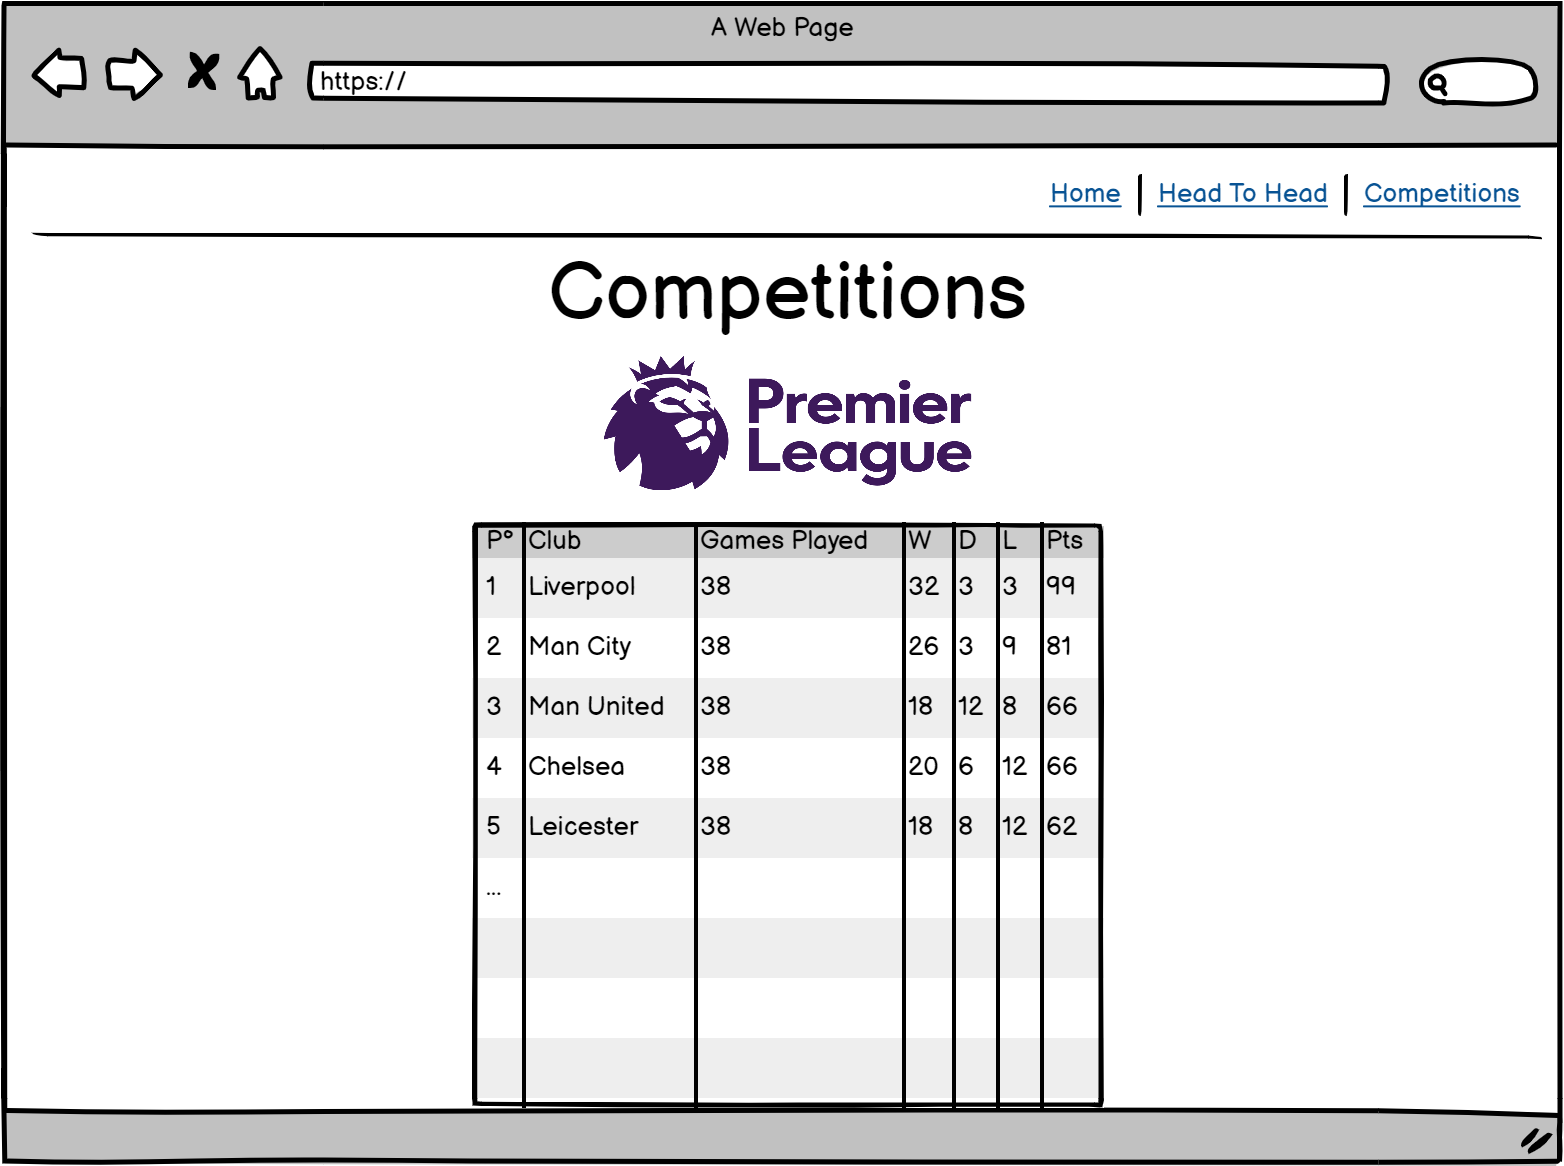 A Web Page
https://
Home Head To Head Competitions
Competitions
Premier
League
Pº Club Games Played W D L Pts
1 Liverpool 38 32 3 3 99
2 Man City 38 26 3 9 81
3 Man United 38 18 12 8 66
4 Chelsea 38 20 6 12 66
5 Leicester 38 18 8 12 62
...